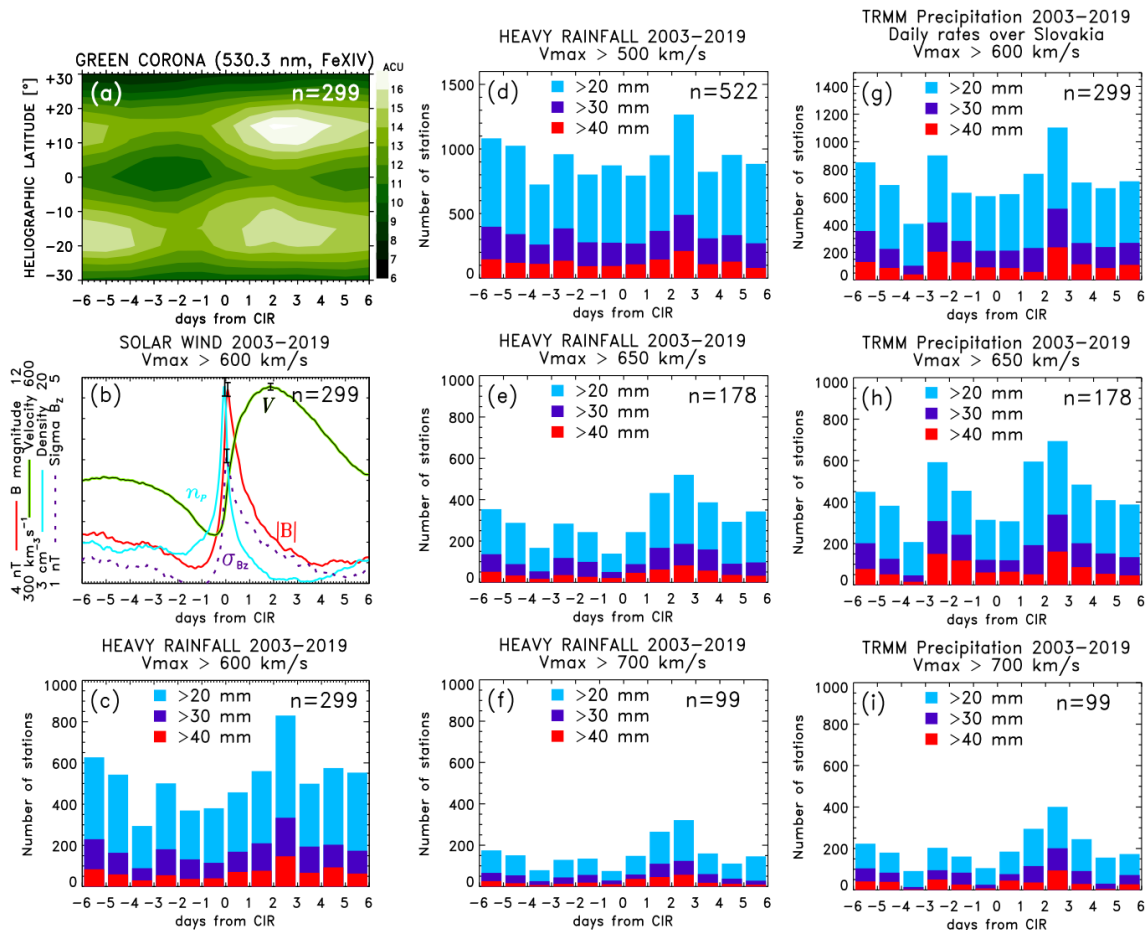 GREEN CORONA (530.3 nm, FeXIV)
ACU
(a)
n=299
HELIOGRAPHIC LATITUDE [°]
+30
+20
+10
0
−10
−20
−30
16
15
14
13
12
11
10
9
8
7
6
−6 −5 −4 −3 −2 −1 0 1 2 3 4 5 6
days from CIR
SOLAR WIND 2003−2019
Vmax > 600 km/s
(b)
n=299
V
n_p
|B|
σ_Bz
4 nT B magnitude 12
300 km s⁻¹ Velocity 600
3 cm⁻³ Density 20
1 nT Sigma B_z 5
−6 −5 −4 −3 −2 −1 0 1 2 3 4 5 6
days from CIR
HEAVY RAINFALL 2003−2019
Vmax > 600 km/s
(c)
n=299
>20 mm
>30 mm
>40 mm
Number of stations
1000
800
600
400
200
0
−6 −5 −4 −3 −2 −1 0 1 2 3 4 5 6
days from CIR
HEAVY RAINFALL 2003−2019
Vmax > 500 km/s
(d)
n=522
>20 mm
>30 mm
>40 mm
Number of stations
1500
1000
500
0
−6 −5 −4 −3 −2 −1 0 1 2 3 4 5 6
days from CIR
HEAVY RAINFALL 2003−2019
Vmax > 650 km/s
(e)
n=178
>20 mm
>30 mm
>40 mm
Number of stations
1000
800
600
400
200
0
−6 −5 −4 −3 −2 −1 0 1 2 3 4 5 6
days from CIR
HEAVY RAINFALL 2003−2019
Vmax > 700 km/s
(f)
n=99
>20 mm
>30 mm
>40 mm
Number of stations
1000
800
600
400
200
0
−6 −5 −4 −3 −2 −1 0 1 2 3 4 5 6
days from CIR
TRMM Precipitation 2003−2019
Daily rates over Slovakia
Vmax > 600 km/s
(g)
n=299
>20 mm
>30 mm
>40 mm
Number of stations
1400
1200
1000
800
600
400
200
0
−6 −5 −4 −3 −2 −1 0 1 2 3 4 5 6
days from CIR
TRMM Precipitation 2003−2019
Vmax > 650 km/s
(h)
n=178
>20 mm
>30 mm
>40 mm
Number of stations
1000
800
600
400
200
0
−6 −5 −4 −3 −2 −1 0 1 2 3 4 5 6
days from CIR
TRMM Precipitation 2003−2019
Vmax > 700 km/s
(i)
n=99
>20 mm
>30 mm
>40 mm
Number of stations
1000
800
600
400
200
0
−6 −5 −4 −3 −2 −1 0 1 2 3 4 5 6
days from CIR